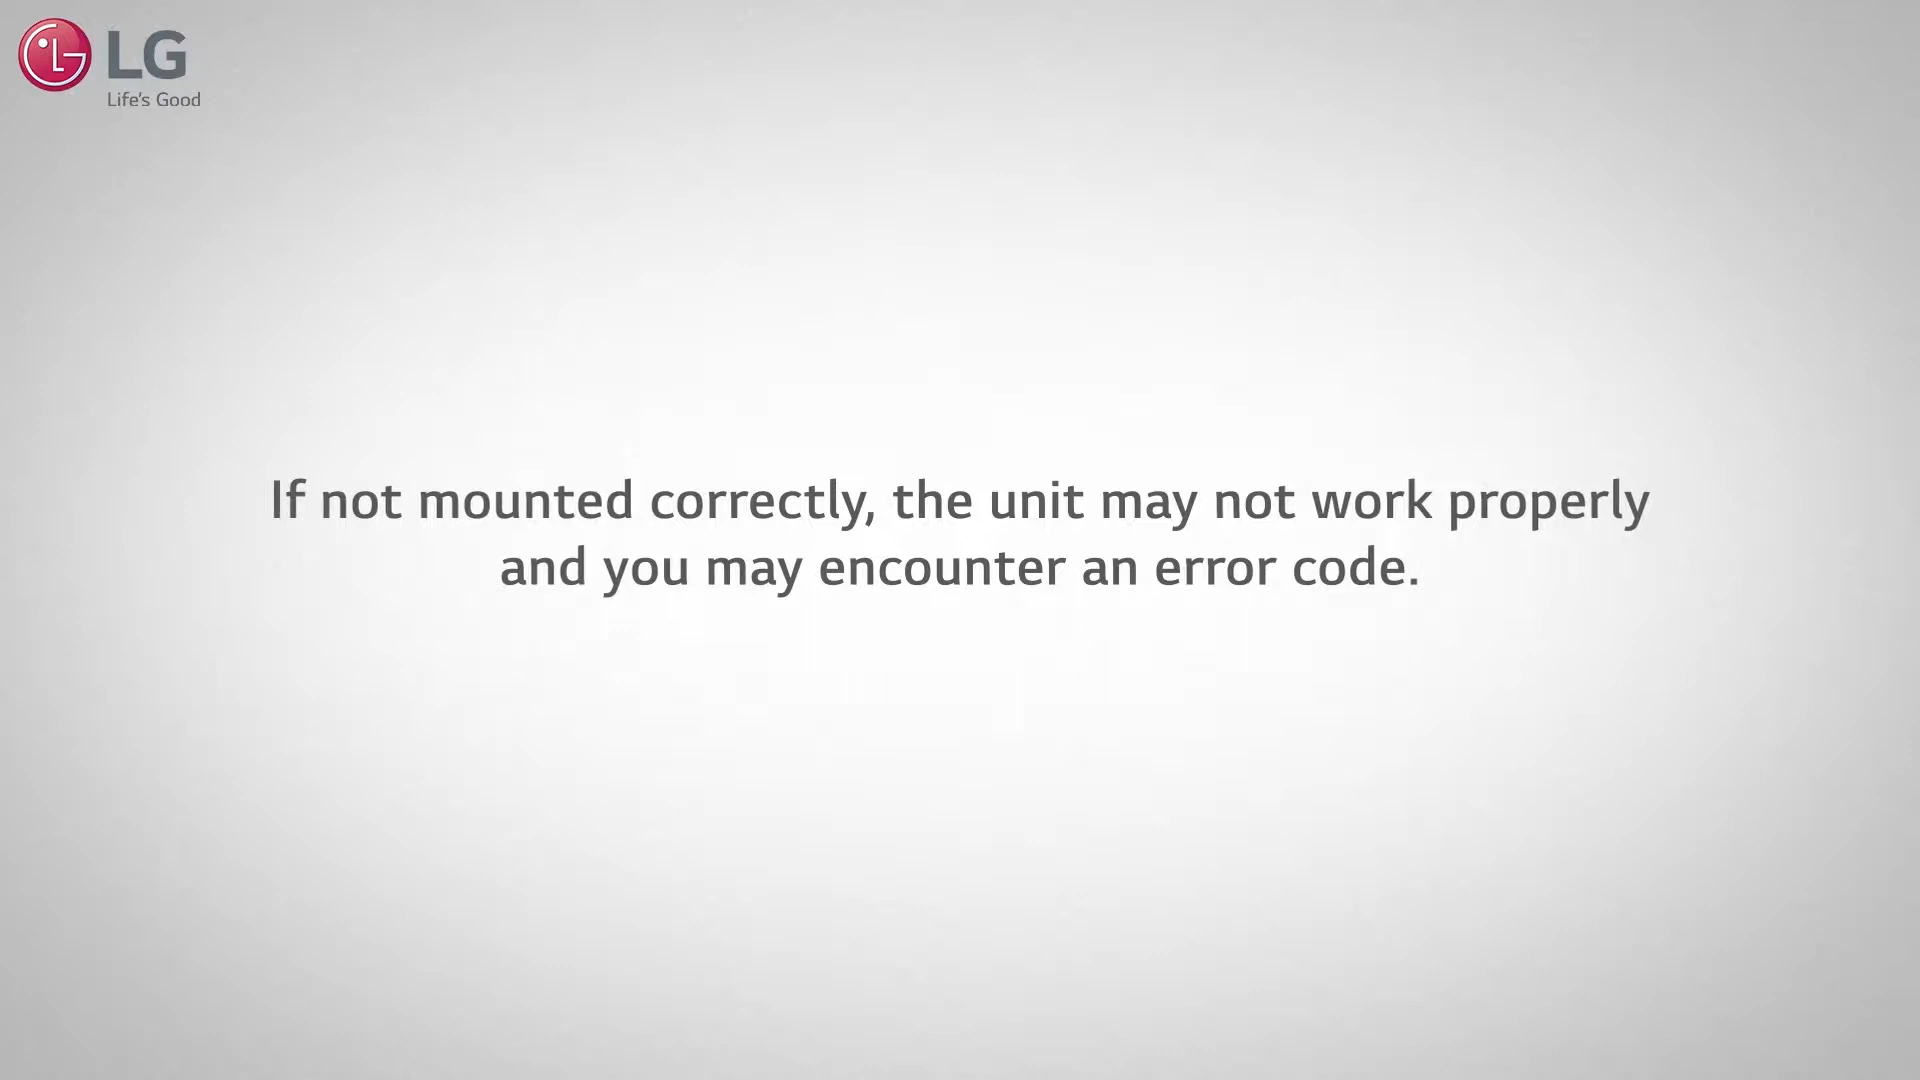 LG
Life's Good
If not mounted correctly, the unit may not work properly
and you may encounter an error code.